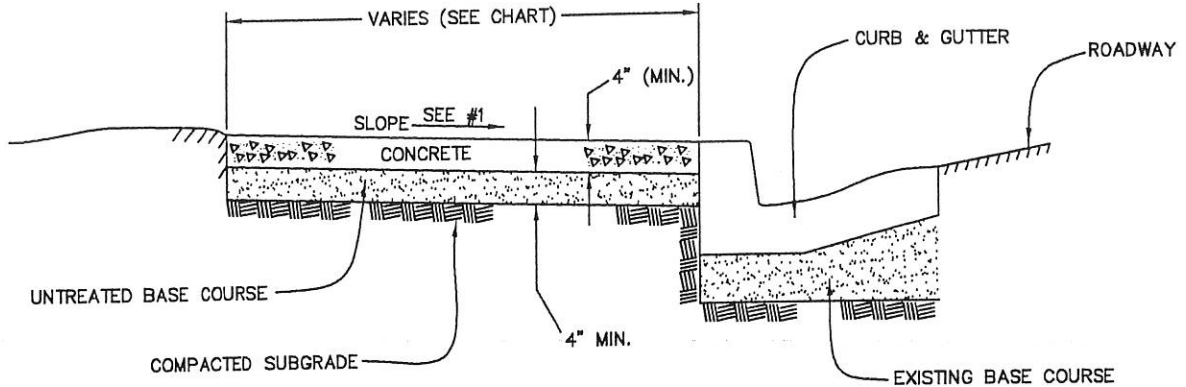 VARIES (SEE CHART)
CURB & GUTTER
ROADWAY
4" (MIN.)
SLOPE SEE #1
CONCRETE
UNTREATED BASE COURSE
4" MIN.
COMPACTED SUBGRADE
EXISTING BASE COURSE